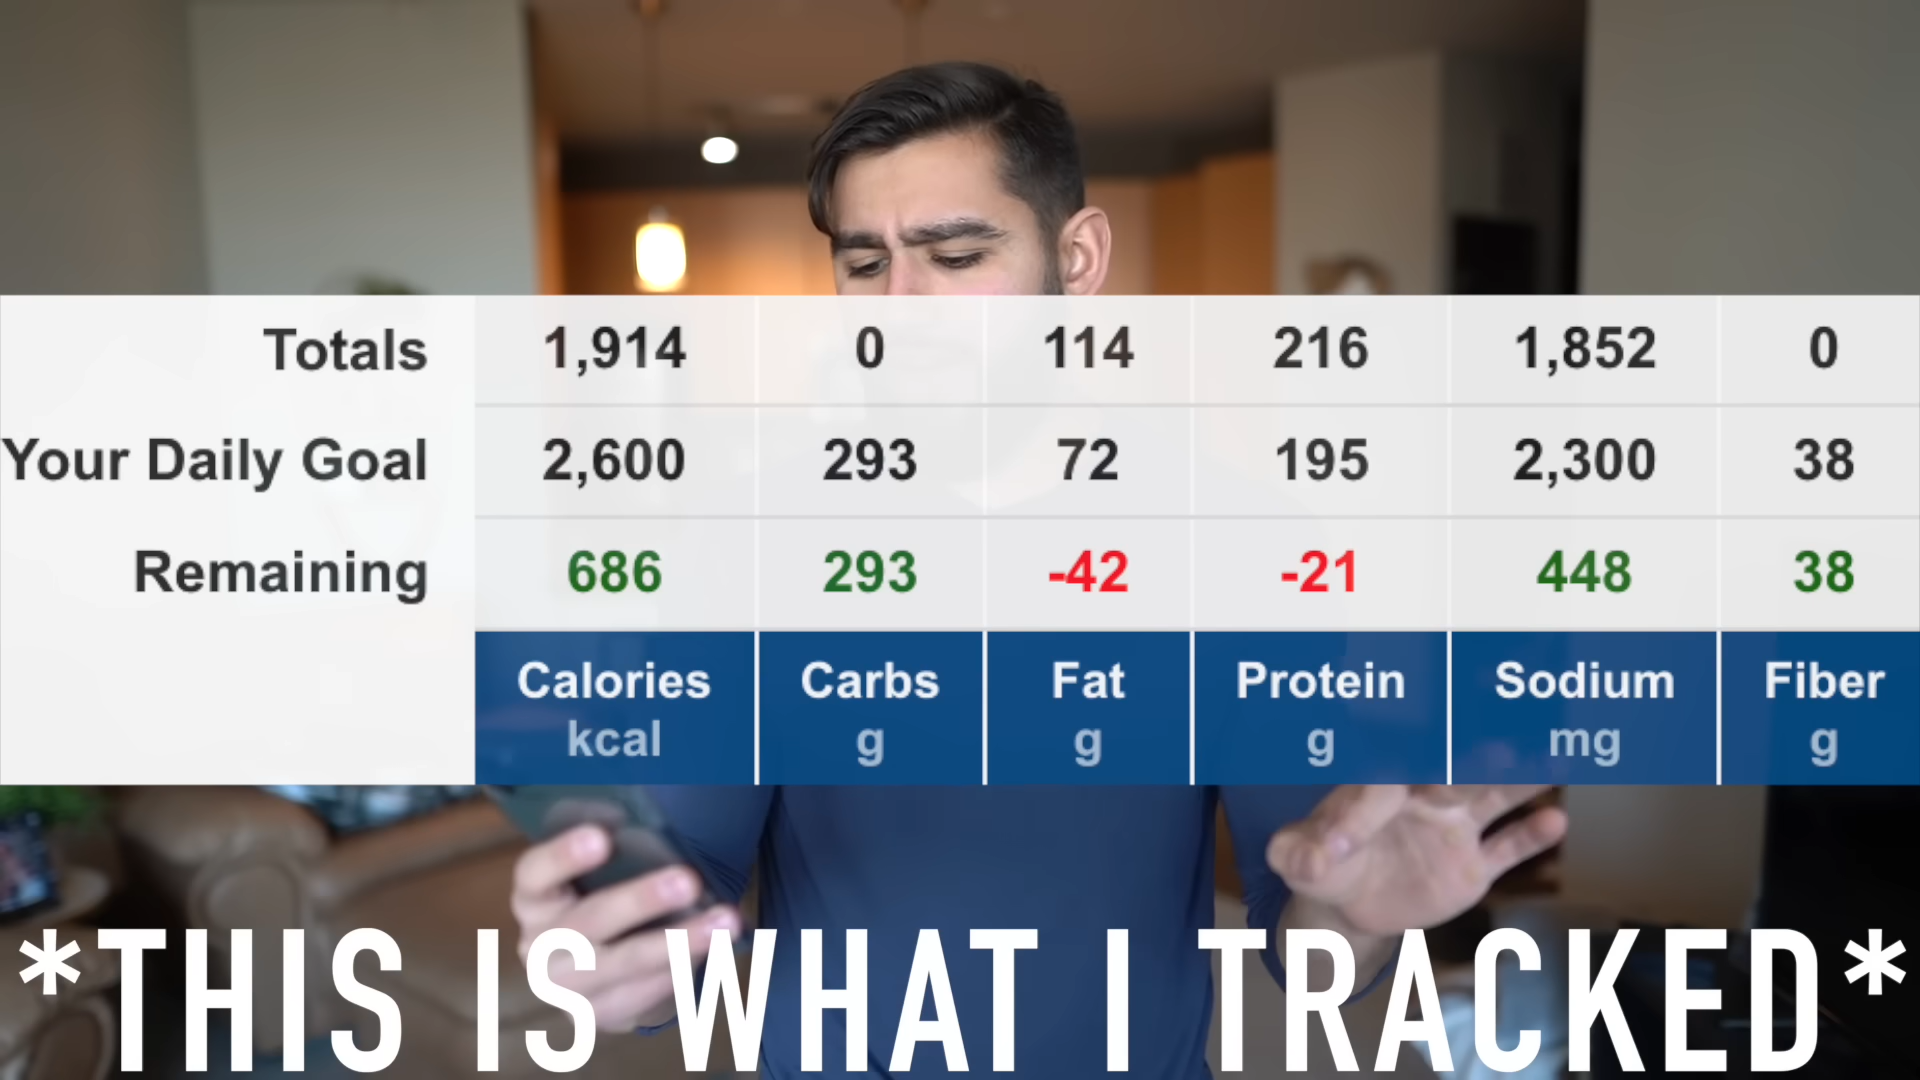 Totals 1,914 0 114 216 1,852 0
Your Daily Goal 2,600 293 72 195 2,300 38
Remaining 686 293 -42 -21 448 38
Calories Carbs Fat Protein Sodium Fiber
kcal g g g mg g
*THIS IS WHAT I TRACKED*